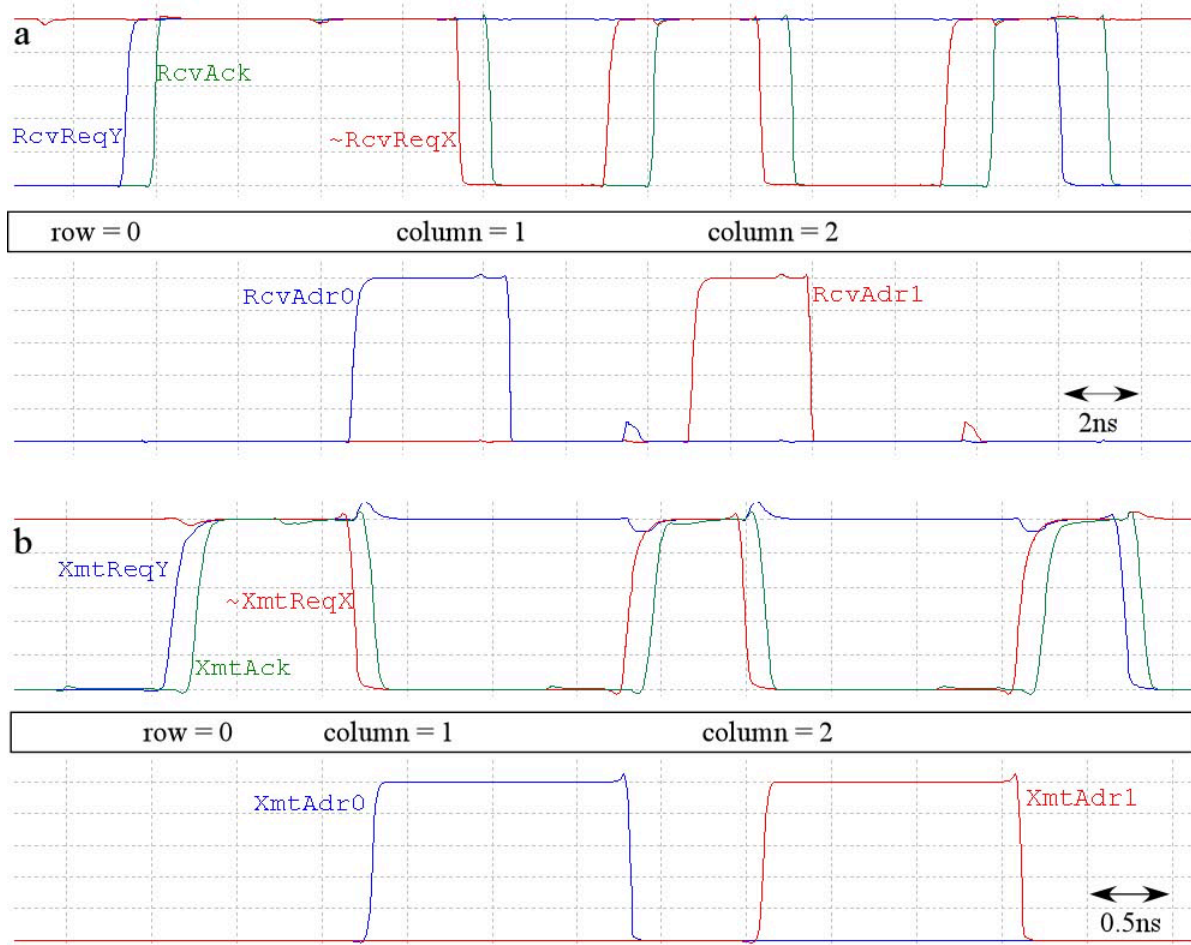 a
RcvAck
RcvReqY
~RcvReqX
row = 0
column = 1
column = 2
RcvAdr0
RcvAdr1
2ns
b
XmtReqY
~XmtReqX
XmtAck
row = 0
column = 1
column = 2
XmtAdr0
XmtAdr1
0.5ns